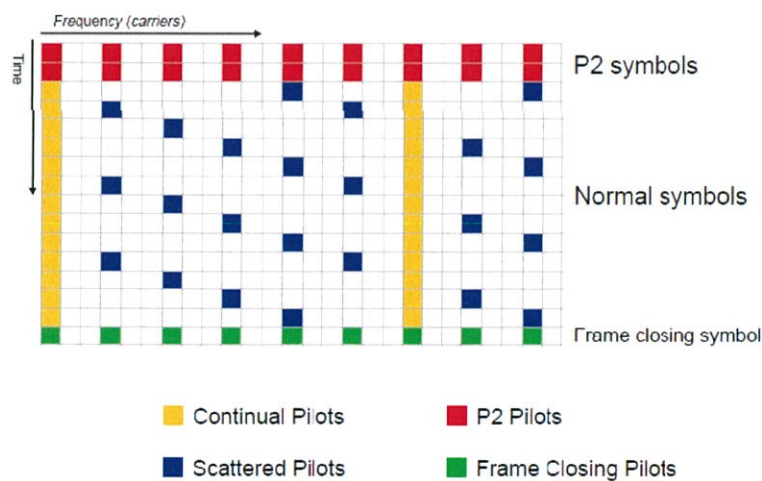 Frequency (carriers)
Time
P2 symbols
Normal symbols
Frame closing symbol
Continual Pilots
P2 Pilots
Scattered Pilots
Frame Closing Pilots